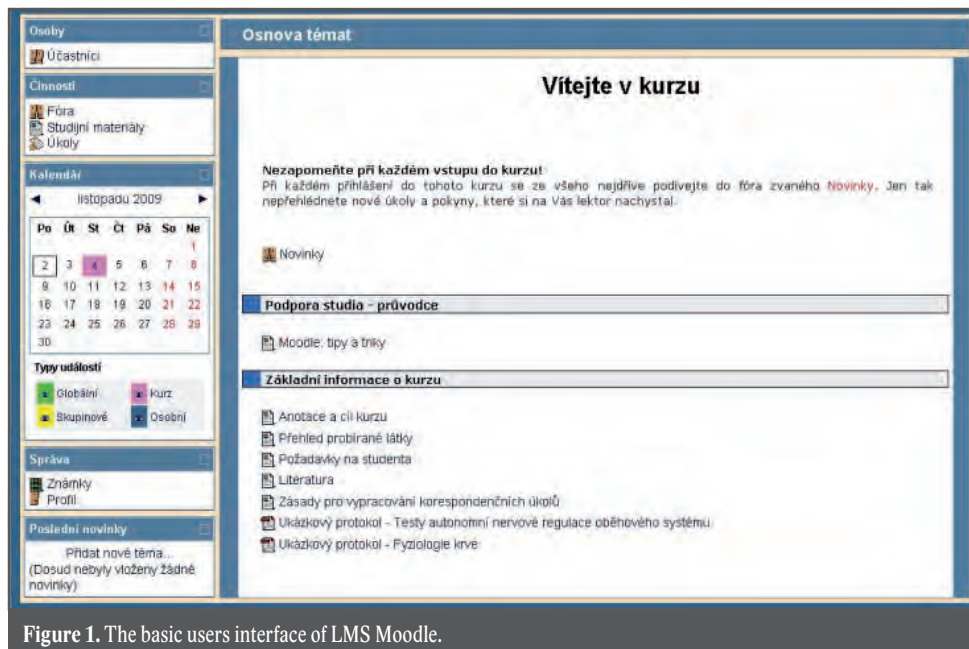 Osoby
Účastníci
Činnosti
Fóra
Studijní materiály
Úkoly
Kalendář
◄ listopadu 2009 ►
Po Út St Čt Pá So Ne
1
2 3 4 5 6 7 8
9 10 11 12 13 14 15
16 17 18 19 20 21 22
23 24 25 26 27 28 29
30
Typy událostí
Globální Kurz
Skupinové Osobní
Správa
Známky
Profil
Poslední novinky
Přidat nové téma...
(Dosud nebyly vloženy žádné
novinky)
Osnova témat
Vítejte v kurzu
Nezapomeňte při každém vstupu do kurzu!
Při každém přihlášení do tohoto kurzu se ze všeho nejdříve podívejte do fóra zvaného Novinky. Jen tak
nepřehlédnete nové úkoly a pokyny, které si na Vás lektor nachystal.
Novinky
Podpora studia - průvodce
Moodle: tipy a triky
Základní informace o kurzu
Anotace a cíl kurzu
Přehled probírané látky
Požadavky na studenta
Literatura
Zásady pro vypracování korespondenčních úkolů
Ukázkový protokol - Testy autonomní nervové regulace oběhového systému
Ukázkový protokol - Fyziologie krve
Figure 1. The basic users interface of LMS Moodle.